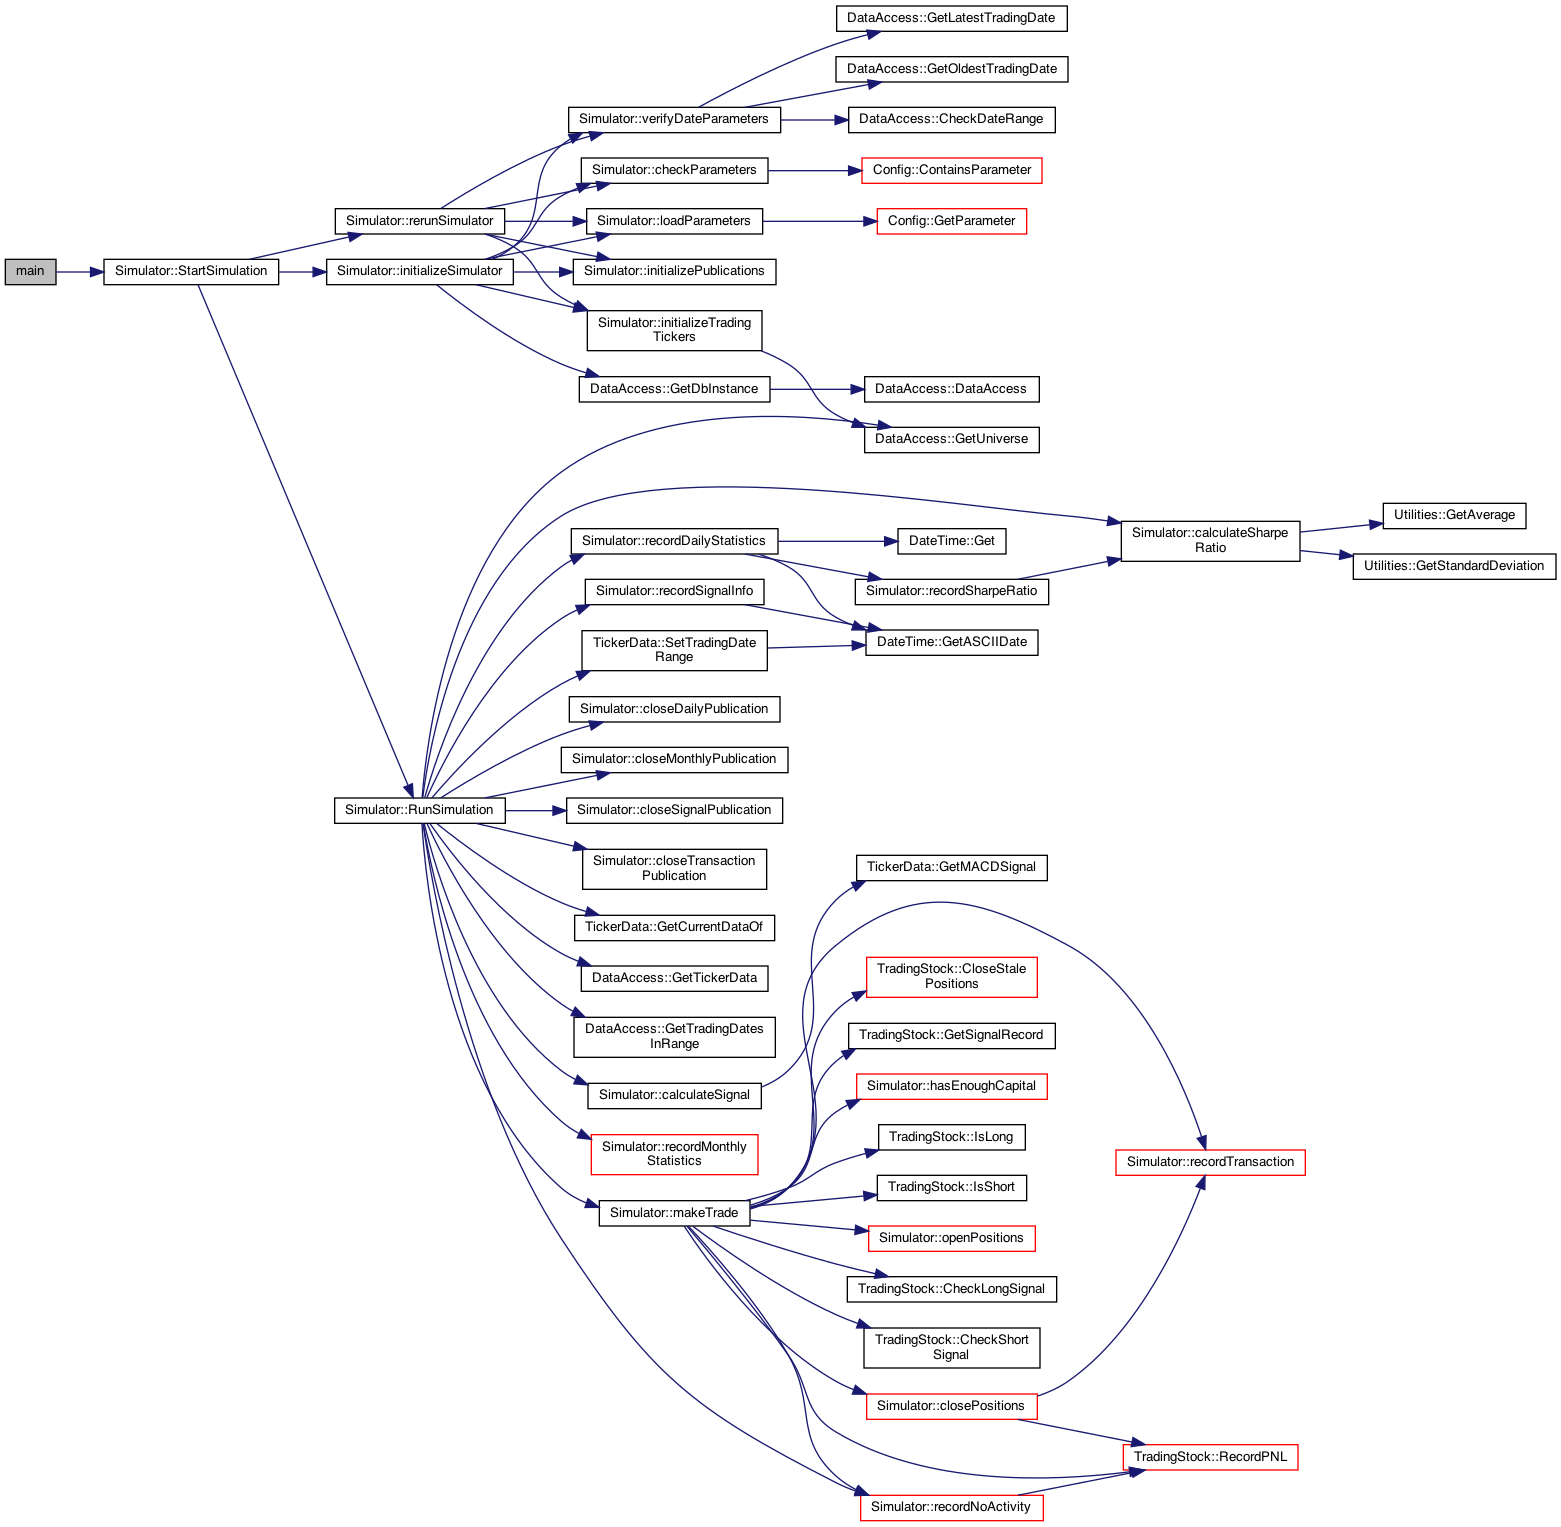 DataAccess::GetLatestTradingDate
DataAccess::GetOldestTradingDate
Simulator::verifyDateParameters
DataAccess::CheckDateRange
Simulator::checkParameters
Config::ContainsParameter
Simulator::rerunSimulator
Simulator::loadParameters
Config::GetParameter
main
Simulator::StartSimulation
Simulator::initializeSimulator
Simulator::initializePublications
Simulator::initializeTrading
Tickers
DataAccess::GetDbInstance
DataAccess::DataAccess
DataAccess::GetUniverse
Simulator::recordDailyStatistics
DateTime::Get
Simulator::calculateSharpe
Ratio
Utilities::GetAverage
Utilities::GetStandardDeviation
Simulator::recordSignalInfo
Simulator::recordSharpeRatio
TickerData::SetTradingDate
Range
DateTime::GetASCIIDate
Simulator::closeDailyPublication
Simulator::closeMonthlyPublication
Simulator::RunSimulation
Simulator::closeSignalPublication
Simulator::closeTransaction
Publication
TickerData::GetMACDSignal
TickerData::GetCurrentDataOf
DataAccess::GetTickerData
TradingStock::CloseStale
Positions
DataAccess::GetTradingDates
InRange
TradingStock::GetSignalRecord
Simulator::calculateSignal
Simulator::hasEnoughCapital
Simulator::recordMonthly
Statistics
TradingStock::IsLong
Simulator::recordTransaction
TradingStock::IsShort
Simulator::makeTrade
Simulator::openPositions
TradingStock::CheckLongSignal
TradingStock::CheckShort
Signal
Simulator::closePositions
TradingStock::RecordPNL
Simulator::recordNoActivity